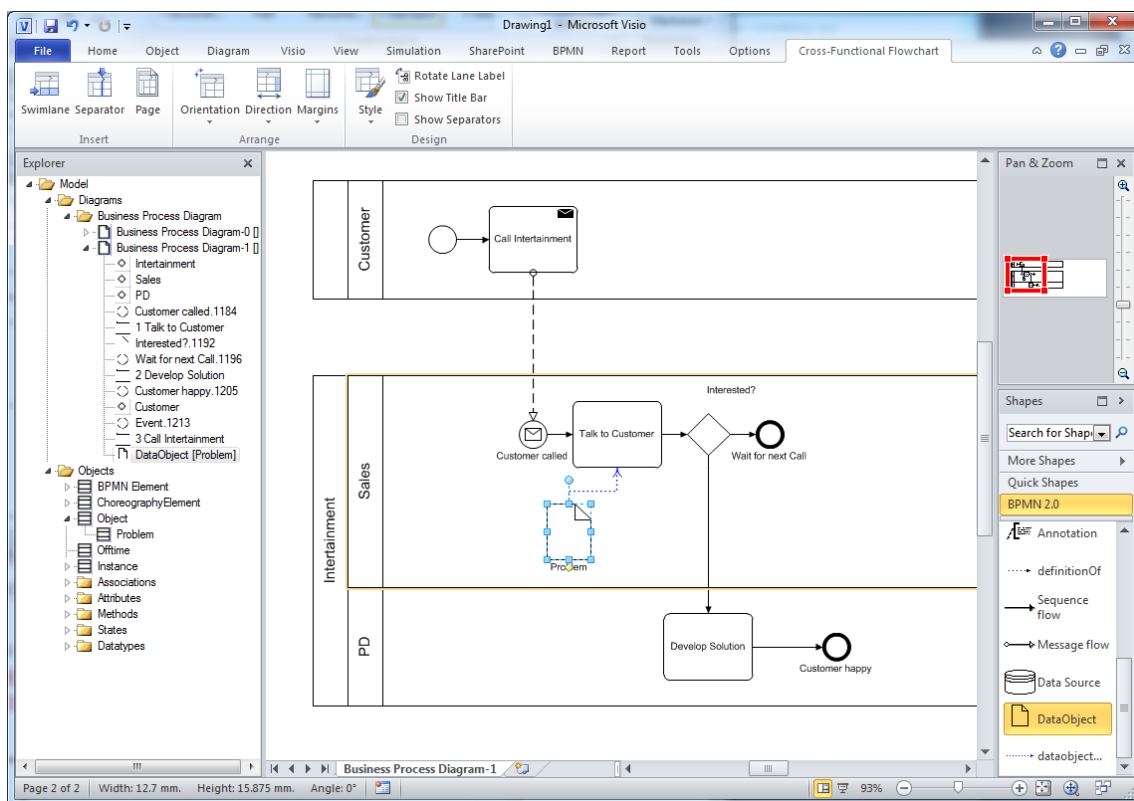 Drawing1 - Microsoft Visio
File Home Object Diagram Visio View Simulation SharePoint BPMN Report Tools Options Cross-Functional Flowchart
Swimlane Separator Page
Insert
Orientation Direction Margins
Arrange
Style
Rotate Lane Label
Show Title Bar
Show Separators
Design
Explorer
Model
Diagrams
Business Process Diagram
Business Process Diagram-0 []
Business Process Diagram-1 []
Intertainment
Sales
PD
Customer called.1184
1 Talk to Customer
Interested?.1192
Wait for next Call.1196
2 Develop Solution
Customer happy.1205
Customer
Event.1213
3 Call Intertainment
DataObject [Problem]
Objects
BPMN Element
ChoreographyElement
Object
Problem
Offtime
Instance
Associations
Attributes
Methods
States
Datatypes
Customer
Call Intertainment
Intertainment
Sales
Interested?
Talk to Customer
Customer called
Wait for next Call
Problem
PD
Develop Solution
Customer happy
Business Process Diagram-1
Pan & Zoom
Shapes
Search for Shap
More Shapes
Quick Shapes
BPMN 2.0
Annotation
definitionOf
Sequence
flow
Message flow
Data Source
DataObject
dataobject...
Page 2 of 2 Width: 12.7 mm. Height: 15.875 mm. Angle: 0° 93%